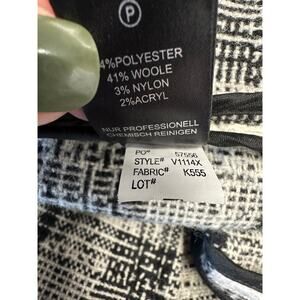 P
4%POLYESTER
41% WOOLE
3% NYLON
2%ACRYL
NUR PROFESSIONELL
CHEMISCH REINIGEN
PO# 57556
STYLE# V1114X
FABRIC# K555
LOT#